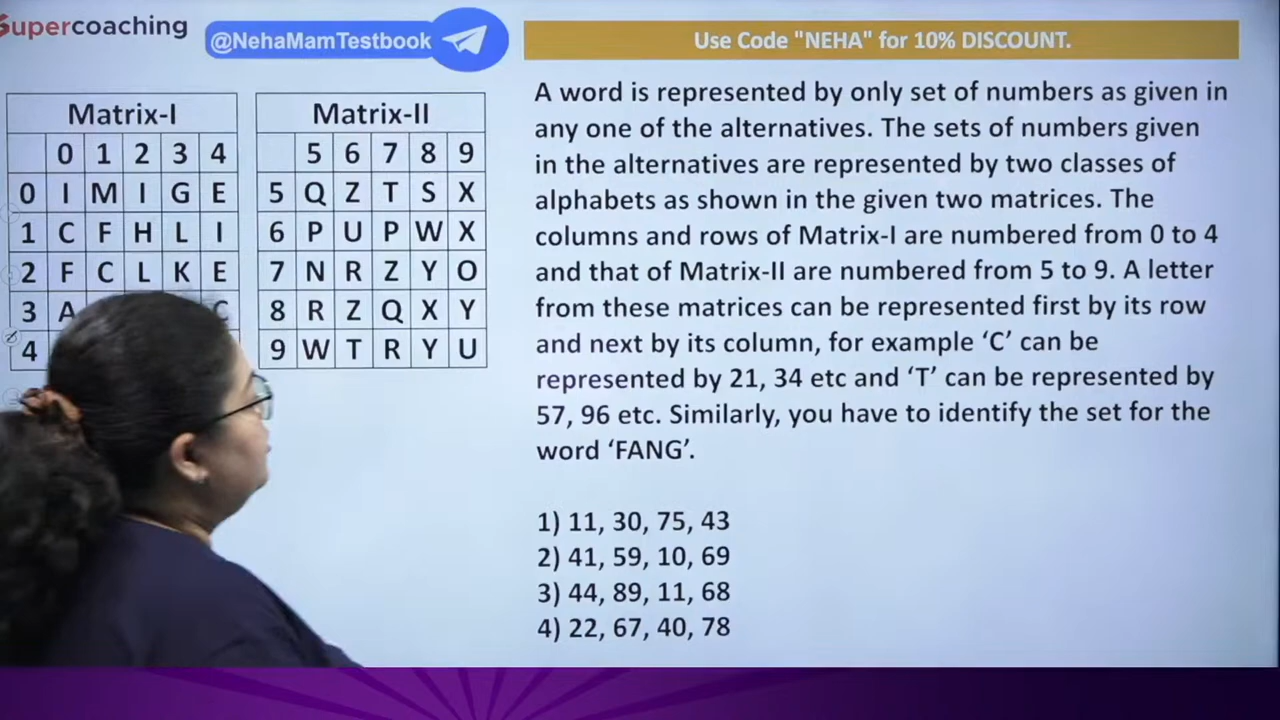 Supercoaching
@NehaMamTestbook
Use Code "NEHA" for 10% DISCOUNT.
Matrix-I
0 1 2 3 4
0 I M I G E
1 C F H L I
2 F C L K E
3 A C
4
Matrix-II
5 6 7 8 9
5 Q Z T S X
6 P U P W X
7 N R Z Y O
8 R Z Q X Y
9 W T R Y U
A word is represented by only set of numbers as given in
any one of the alternatives. The sets of numbers given
in the alternatives are represented by two classes of
alphabets as shown in the given two matrices. The
columns and rows of Matrix-I are numbered from 0 to 4
and that of Matrix-II are numbered from 5 to 9. A letter
from these matrices can be represented first by its row
and next by its column, for example ‘C’ can be
represented by 21, 34 etc and ‘T’ can be represented by
57, 96 etc. Similarly, you have to identify the set for the
word ‘FANG’.
1) 11, 30, 75, 43
2) 41, 59, 10, 69
3) 44, 89, 11, 68
4) 22, 67, 40, 78